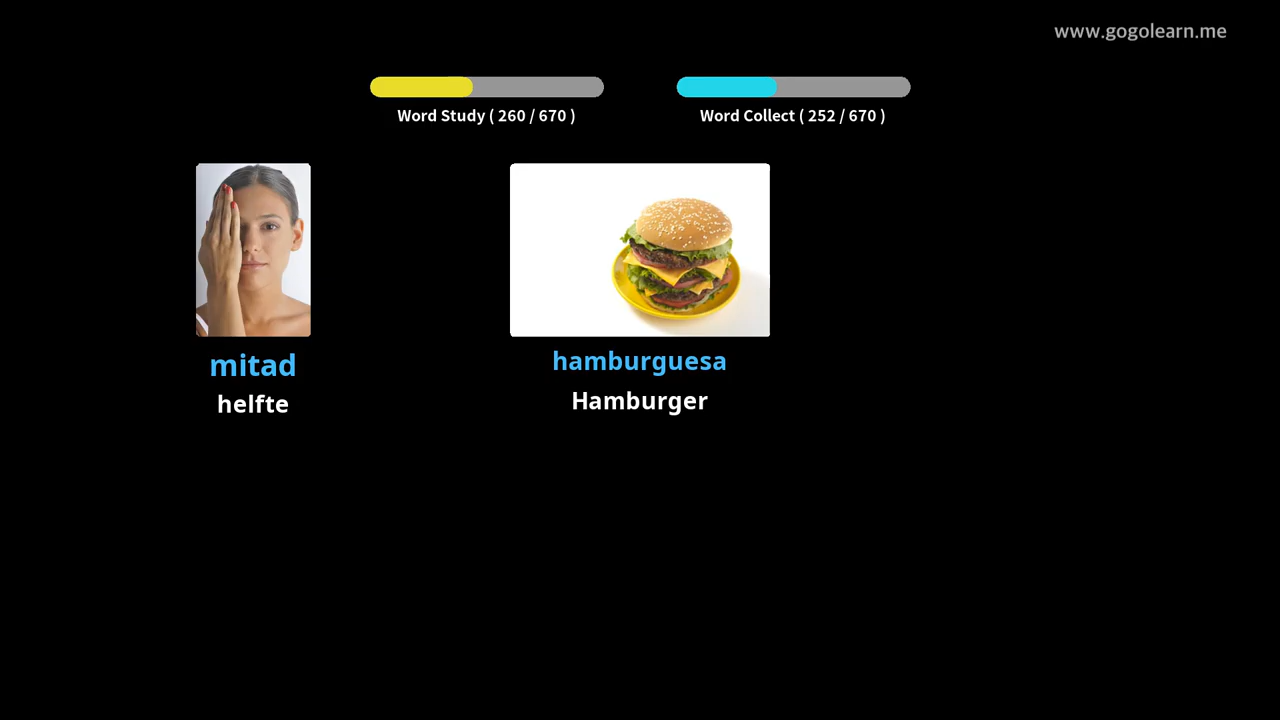 www.gogolearn.me
Word Study ( 260 / 670 )
Word Collect ( 252 / 670 )
mitad
helfte
hamburguesa
Hamburger